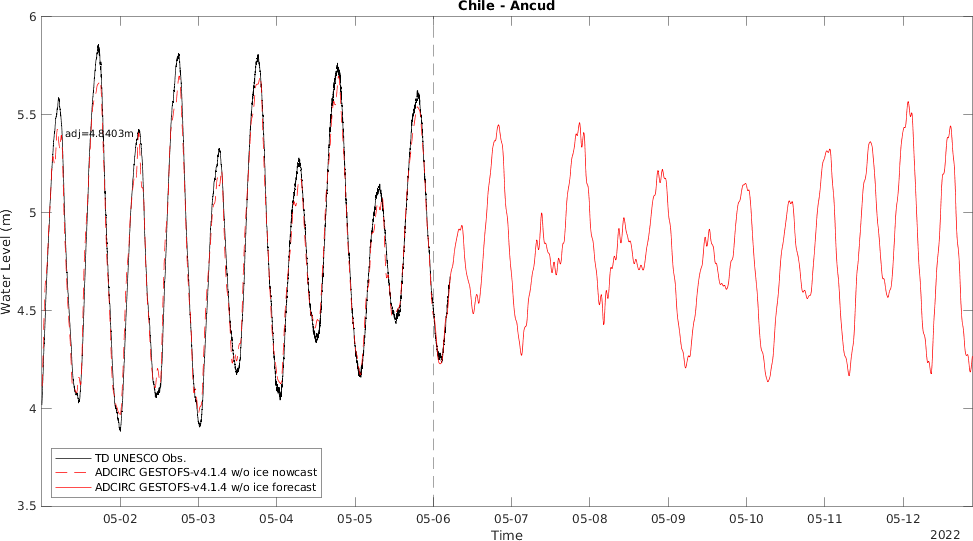 Chile - Ancud
Water Level (m)
6
5.5
5
4.5
4
3.5
adj=4.8403m
TD UNESCO Obs.
ADCIRC GESTOFS-v4.1.4 w/o ice nowcast
ADCIRC GESTOFS-v4.1.4 w/o ice forecast
05-02 05-03 05-04 05-05 05-06 05-07 05-08 05-09 05-10 05-11 05-12
Time
2022